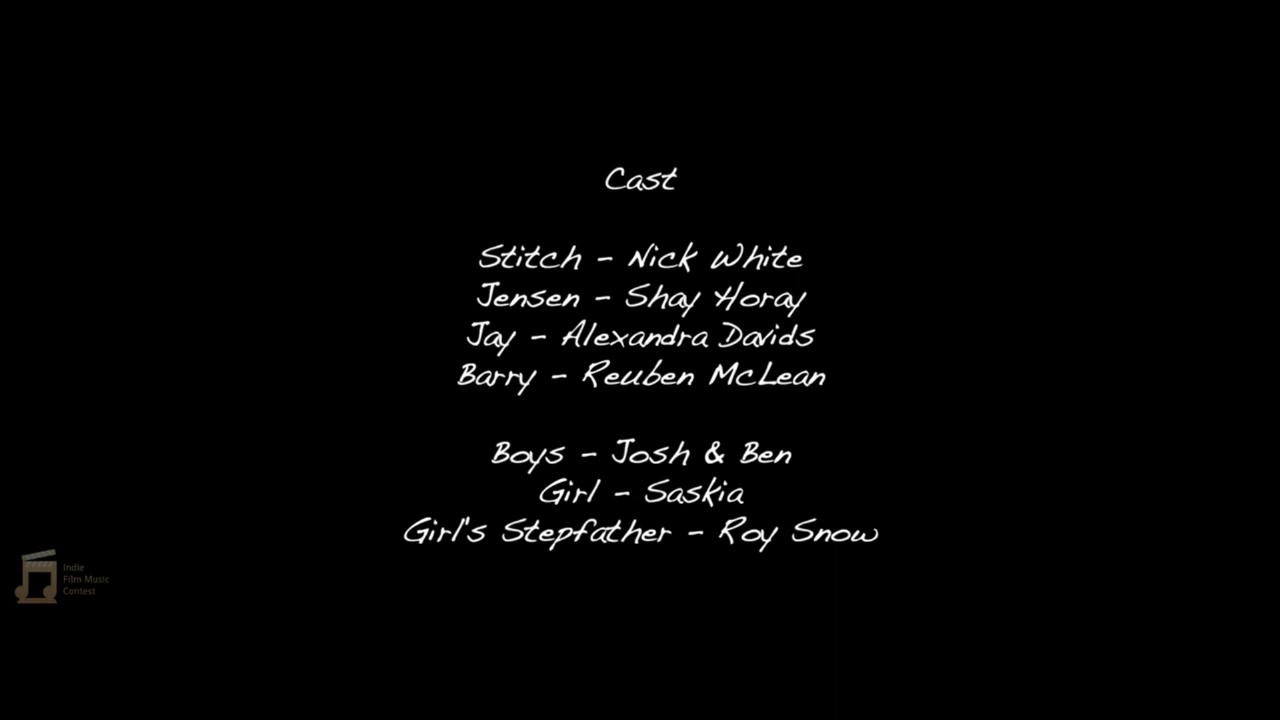 Cast
Stitch - Nick White
Jensen - Shay Horay
Jay - Alexandra Davids
Barry - Reuben McLean
Boys - Josh & Ben
Girl - Saskia
Girl's Stepfather - Roy Snow
Indie
Film Music
Contest